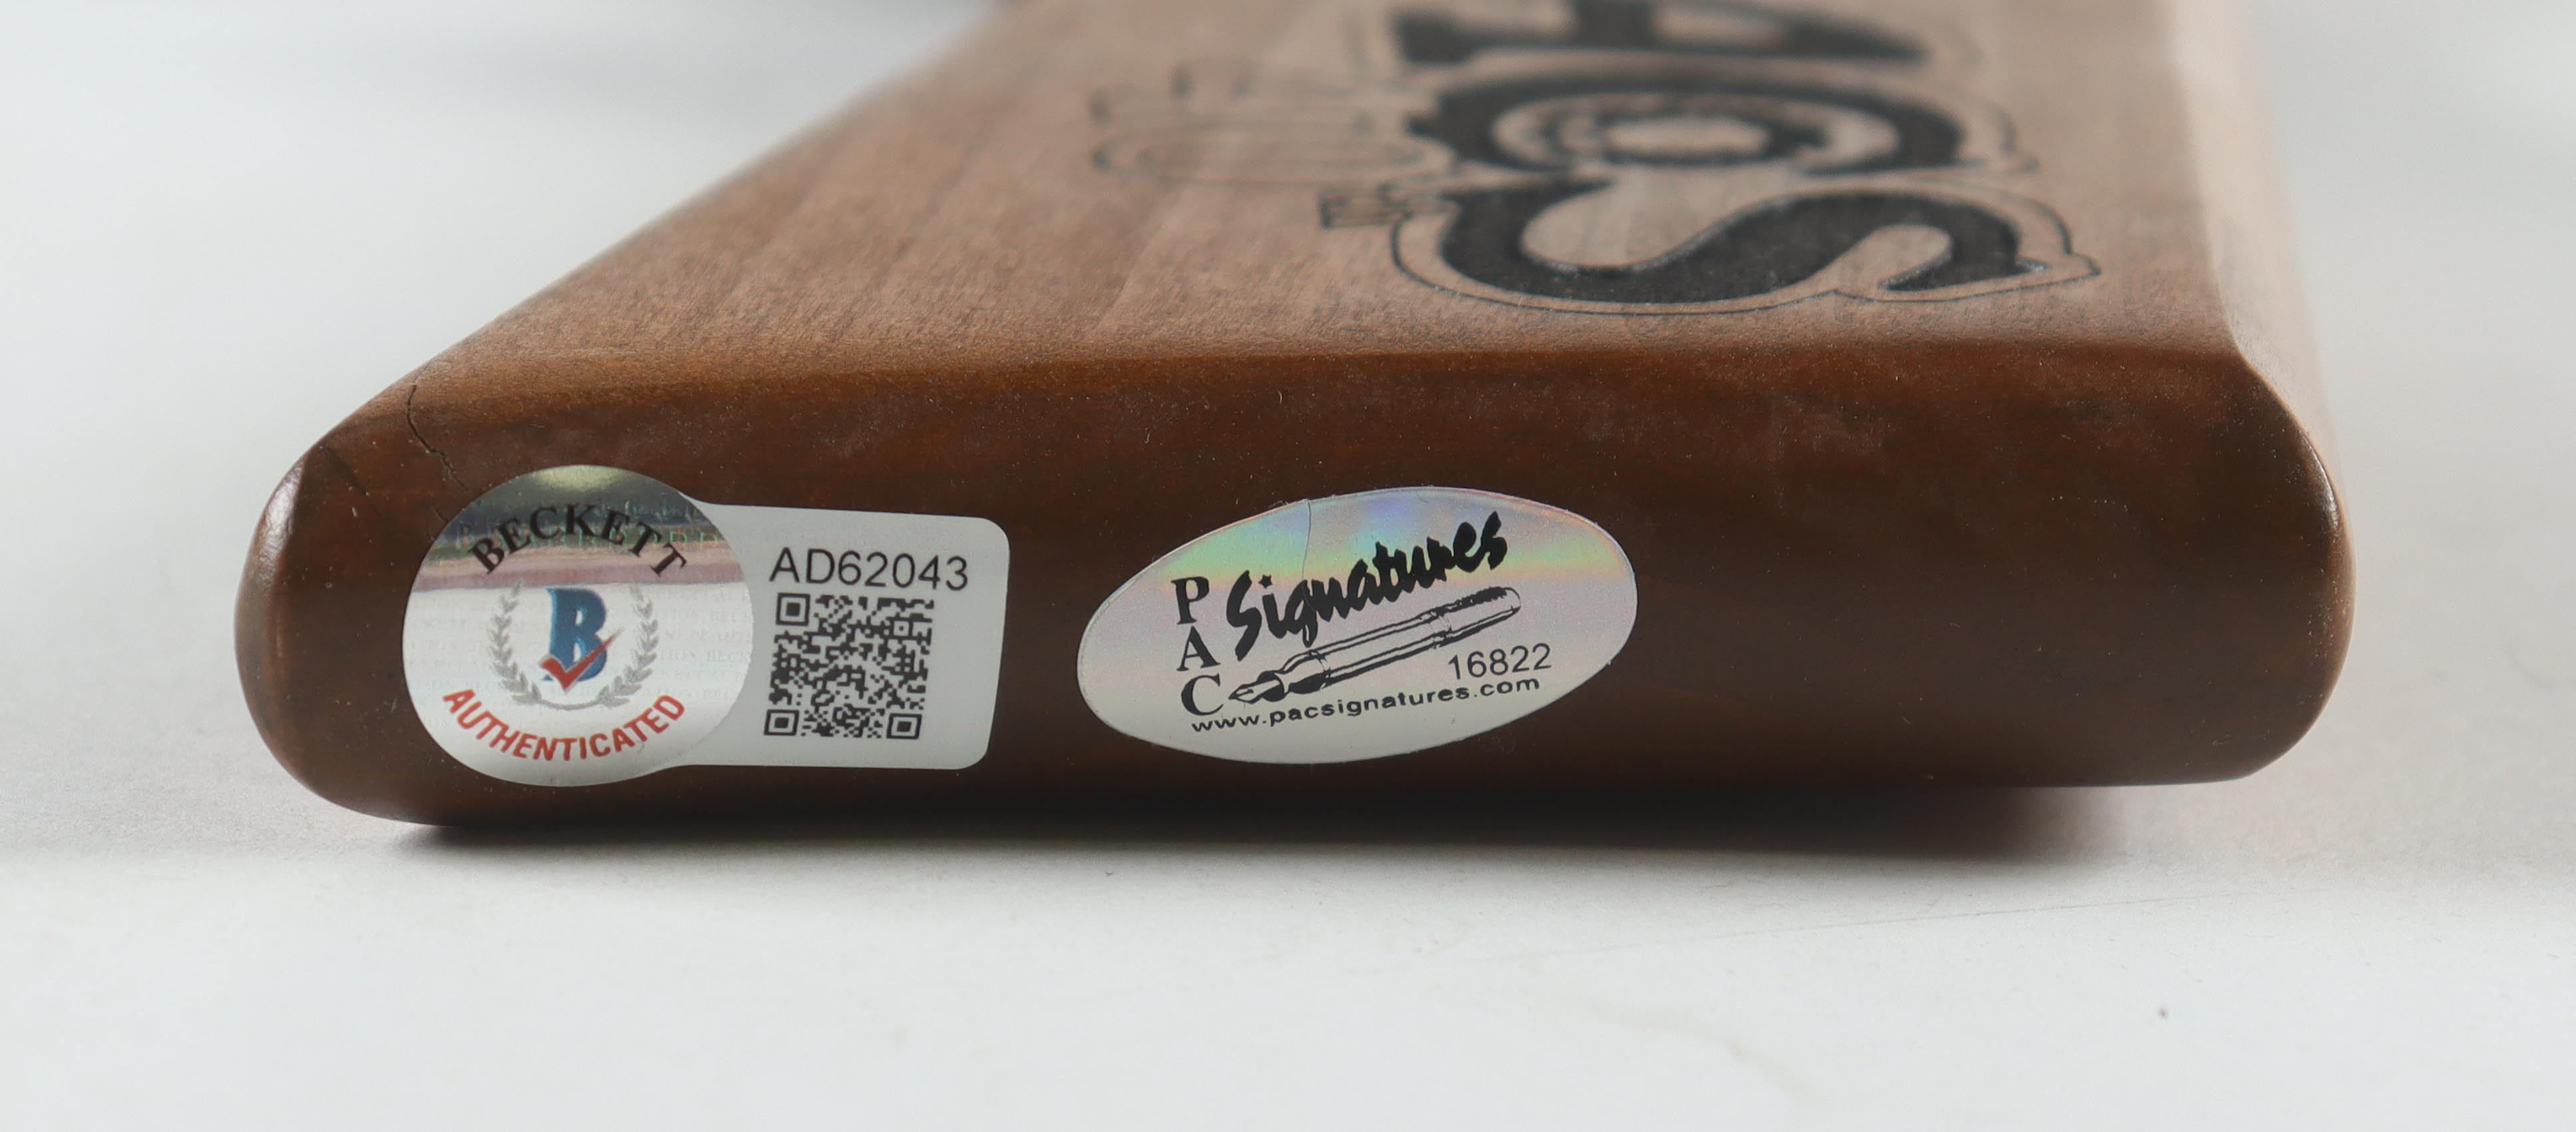 BECKETT
B
AUTHENTICATED
AD62043
PAC
Signatures
16822
www.pacsignatures.com